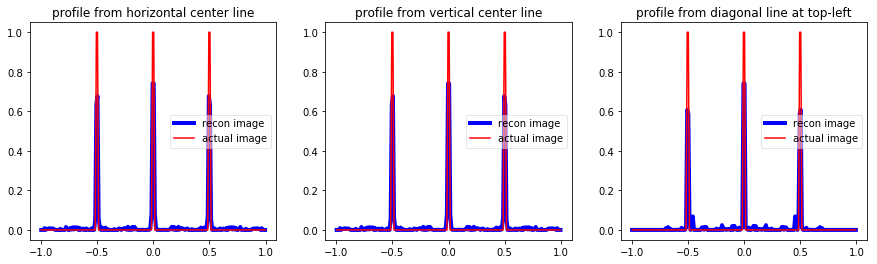 profile from horizontal center line
1.0
0.8
0.6
0.4
0.2
0.0
recon image
actual image
−1.0 −0.5 0.0 0.5 1.0
profile from vertical center line
1.0
0.8
0.6
0.4
0.2
0.0
recon image
actual image
−1.0 −0.5 0.0 0.5 1.0
profile from diagonal line at top-left
1.0
0.8
0.6
0.4
0.2
0.0
recon image
actual image
−1.0 −0.5 0.0 0.5 1.0